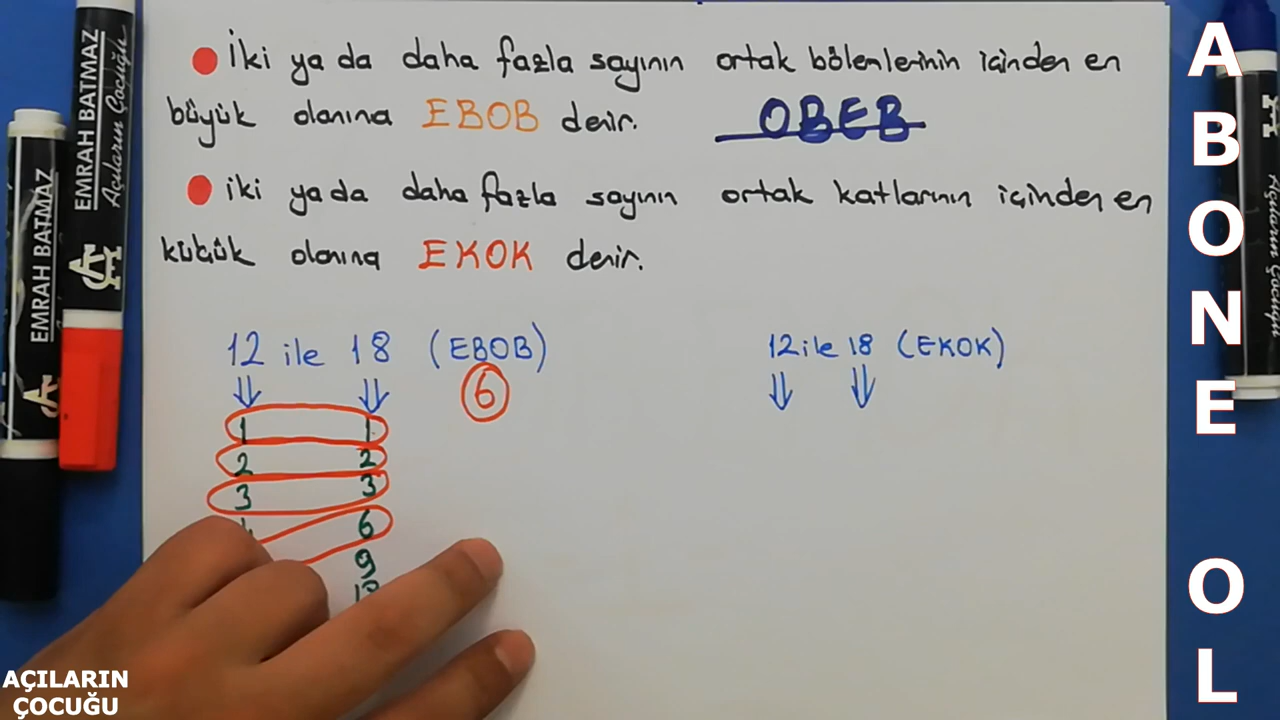 İki ya da daha fazla sayının ortak bölenlerinin içinden en
büyük olanına EBOB denir. OBEB
iki ya da daha fazla sayının ortak katlarının içinden en
küçük olanına EKOK denir.
12 ile 18 (EBOB)
6
1 1
2 2
3 3
6
9
12 ile 18 (EKOK)
EMRAH BATMAZ
EMRAH BATMAZ
Açıların Çocuğu
ABONE OL
AÇILARIN
ÇOCUĞU